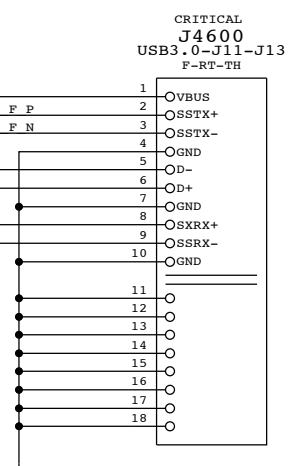 CRITICAL
J4600
USB3.0-J11-J13
F-RT-TH
1 VBUS
F P 2 SSTX+
F N 3 SSTX-
4 GND
5 D-
6 D+
7 GND
8 SXRX+
9 SSRX-
10 GND
11
12
13
14
15
16
17
18